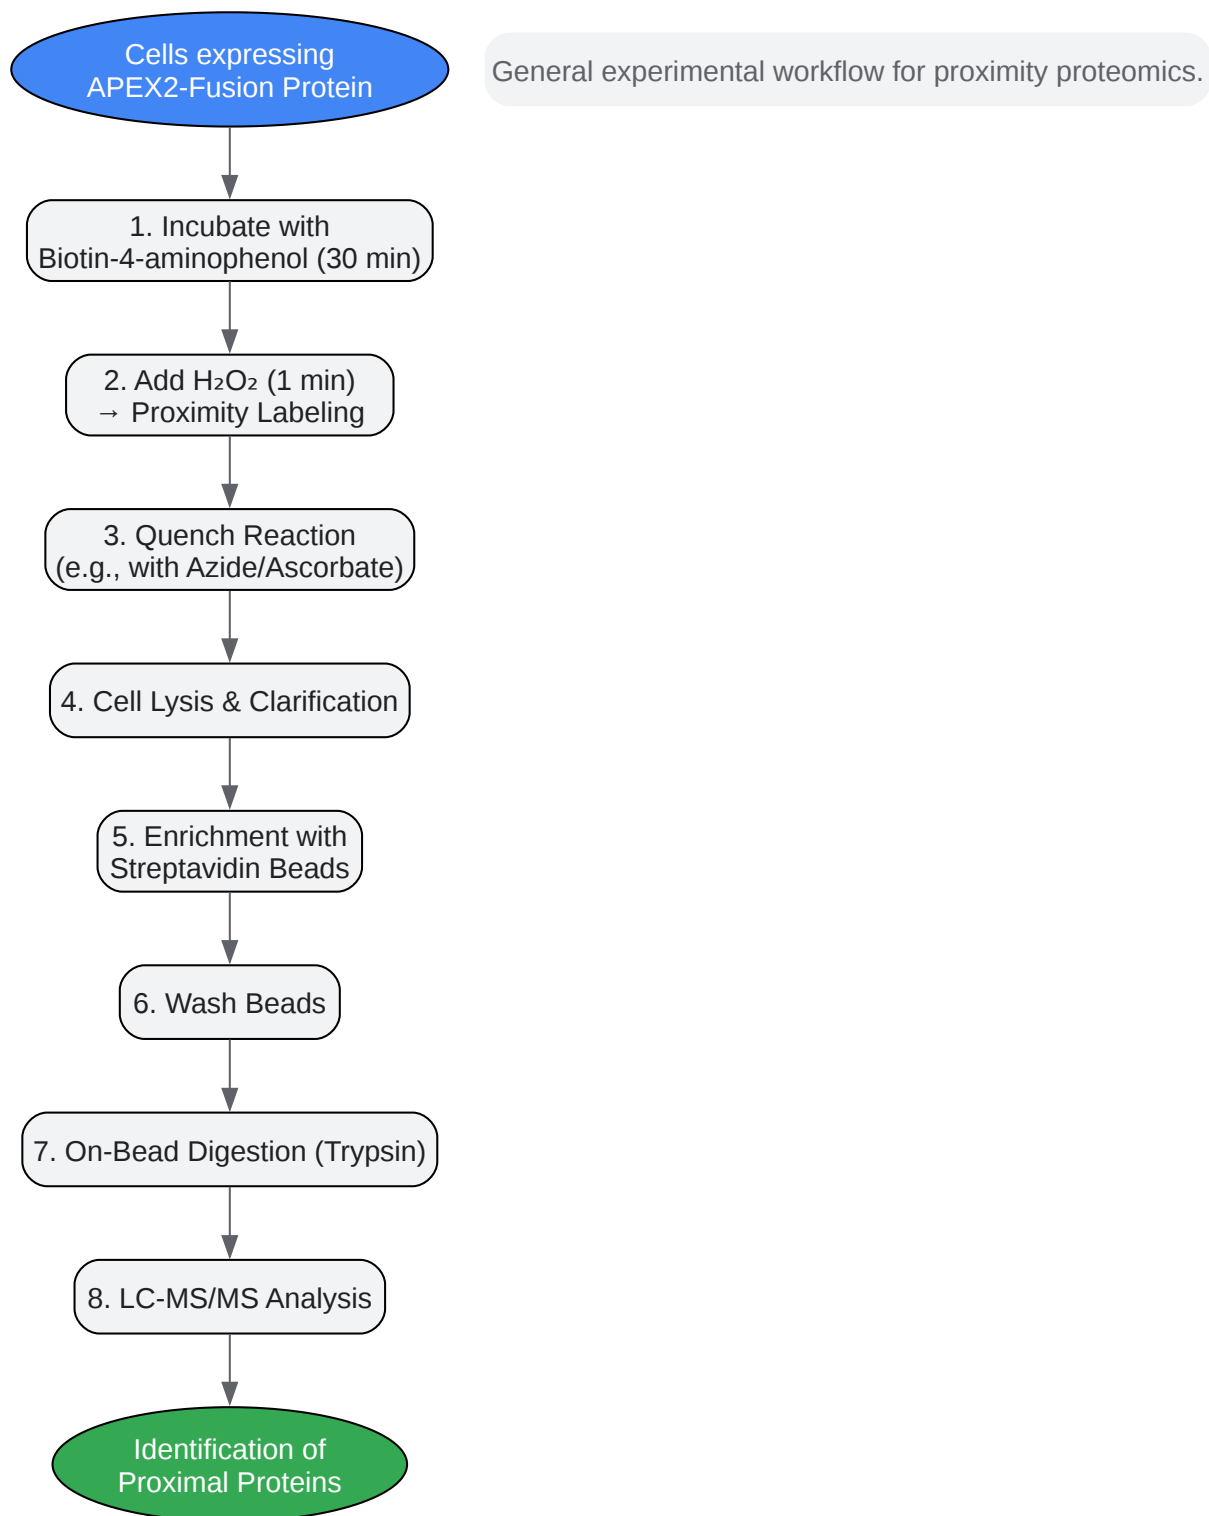 Cells expressing
APEX2-Fusion Protein
General experimental workflow for proximity proteomics.
1. Incubate with
Biotin-4-aminophenol (30 min)
2. Add H₂O₂ (1 min)
→ Proximity Labeling
3. Quench Reaction
(e.g., with Azide/Ascorbate)
4. Cell Lysis & Clarification
5. Enrichment with
Streptavidin Beads
6. Wash Beads
7. On-Bead Digestion (Trypsin)
8. LC-MS/MS Analysis
Identification of
Proximal Proteins